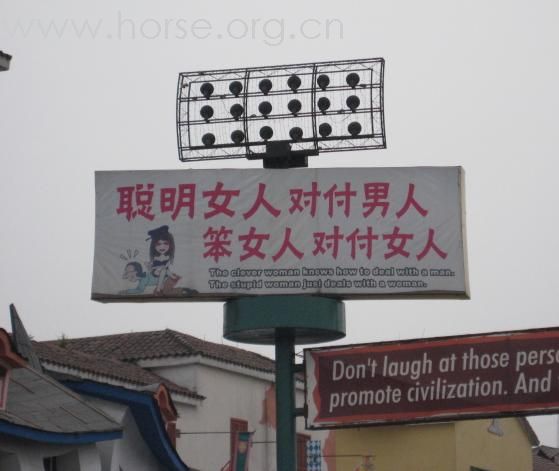 www.horse.org.cn
聪明女人对付男人
笨女人对付女人
The clever woman knows how to deal with a man.
The stupid woman just deals with a woman.
Don't laugh at those
promote civilization. And